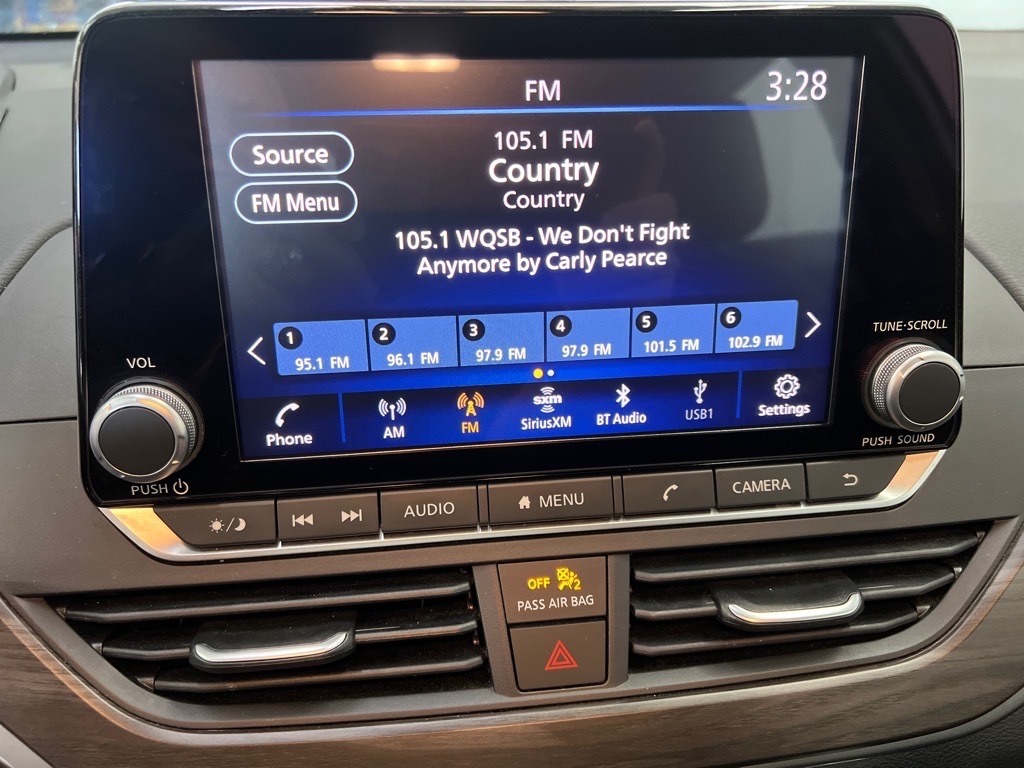 FM
3:28
Source
FM Menu
105.1 FM
Country
Country
105.1 WQSB - We Don't Fight
Anymore by Carly Pearce
1
95.1 FM
2
96.1 FM
3
97.9 FM
4
97.9 FM
5
101.5 FM
6
102.9 FM
Phone
AM
FM
sxm
SiriusXM
BT Audio
USB1
Settings
VOL
PUSH
TUNE·SCROLL
PUSH SOUND
AUDIO
MENU
CAMERA
OFF 2
PASS AIR BAG